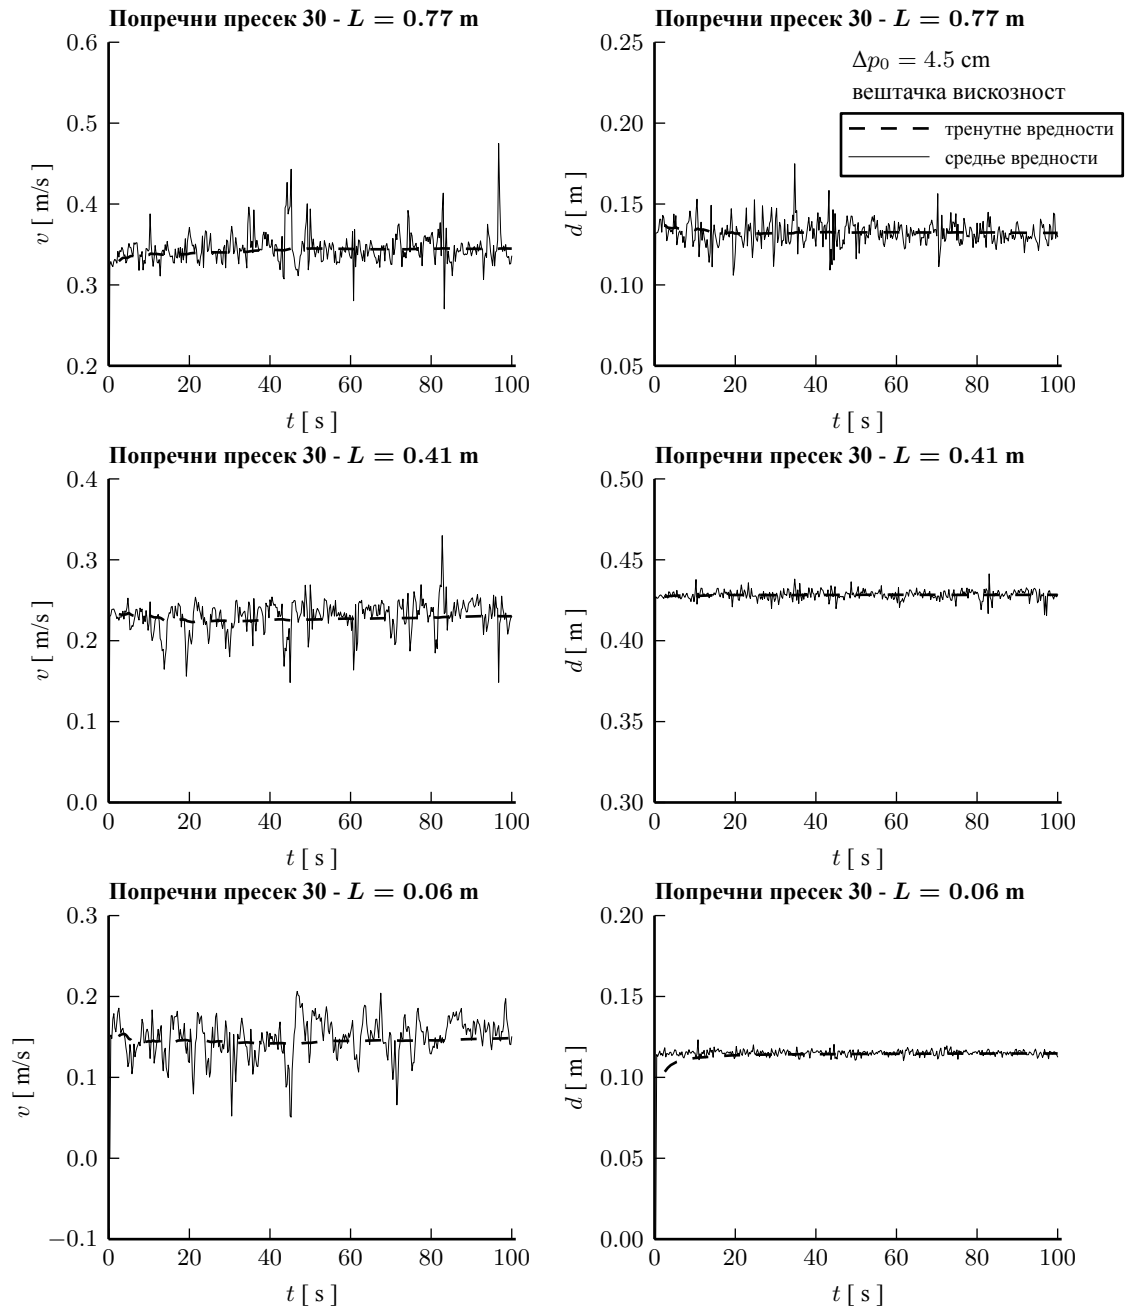 Попречни пресек 30 - L = 0.77 m
0.6
0.5
0.4
0.3
0.2
v [ m/s ]
0 20 40 60 80 100
t [ s ]
Попречни пресек 30 - L = 0.77 m
0.25
0.20
0.15
0.10
0.05
d [ m ]
0 20 40 60 80 100
t [ s ]
Δp₀ = 4.5 cm
вештачка вискозност
тренутне вредности
средње вредности
Попречни пресек 30 - L = 0.41 m
0.4
0.3
0.2
0.1
0.0
v [ m/s ]
0 20 40 60 80 100
t [ s ]
Попречни пресек 30 - L = 0.41 m
0.50
0.45
0.40
0.35
0.30
d [ m ]
0 20 40 60 80 100
t [ s ]
Попречни пресек 30 - L = 0.06 m
0.3
0.2
0.1
0.0
−0.1
v [ m/s ]
0 20 40 60 80 100
t [ s ]
Попречни пресек 30 - L = 0.06 m
0.20
0.15
0.10
0.05
0.00
d [ m ]
0 20 40 60 80 100
t [ s ]